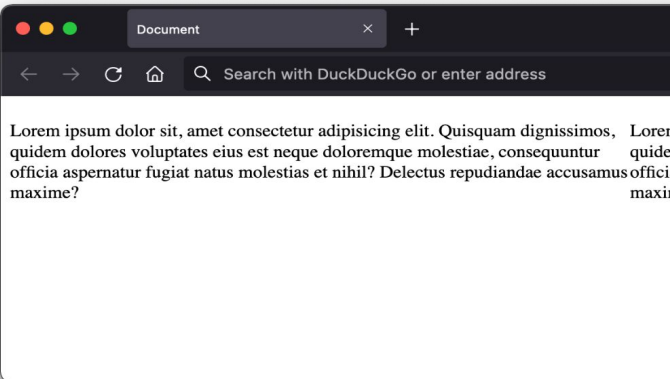 Document
Search with DuckDuckGo or enter address
Lorem ipsum dolor sit, amet consectetur adipisicing elit. Quisquam dignissimos,
quidem dolores voluptates eius est neque doloremque molestiae, consequuntur
officia aspernatur fugiat natus molestias et nihil? Delectus repudiandae accusamus
maxime?